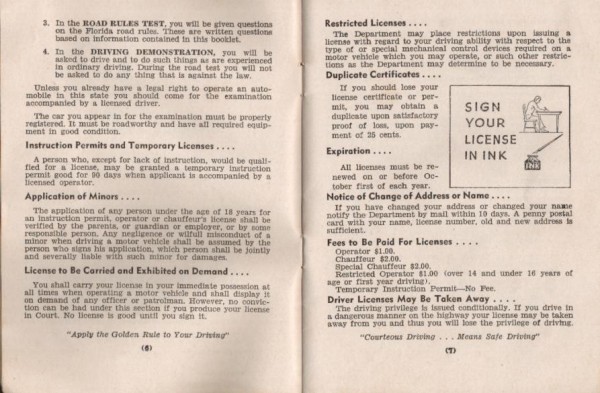 3. In the ROAD RULES TEST, you will be given questions
on the Florida road rules. These are written questions
based on information contained in this booklet.
4. In the DRIVING DEMONSTRATION, you will be
asked to drive and to do such things as are experienced
in ordinary driving. During the road test you will not
be asked to do any thing that is against the law.
Unless you already have a legal right to operate an auto-
mobile in this state you should come for the examination
accompanied by a licensed driver.
The car you appear in for the examination must be properly
registered. It must be roadworthy and have all required equip-
ment in good condition.
Instruction Permits and Temporary Licenses . . . .
A person who, except for lack of instruction, would be quali-
fied for a license, may be granted a temporary instruction
permit good for 90 days when applicant is accompanied by a
licensed operator.
Application of Minors . . . .
The application of any person under the age of 18 years for
an instruction permit, operator or chauffeur's license shall be
verified by the parents, or guardian or employer, or by some
responsible person. Any negligence or wilfull misconduct of a
minor when driving a motor vehicle shall be assumed by the
person who signs his application, which person shall be jointly
and severally liable with such minor for damages.
License to Be Carried and Exhibited on Demand . . . .
You shall carry your license in your immediate possession at
all times when operating a motor vehicle and shall display it
on demand of any officer or patrolman. However, no convic-
tion can be had under this section if you produce your license
in Court. No license is good until you sign it.
"Apply the Golden Rule to Your Driving"
(6)
Restricted Licenses . . . .
The Department may place restrictions upon issuing a
license with regard to your driving ability with respect to the
type of or special mechanical control devices required on a
motor vehicle which you may operate, or such other restric-
tions as the Department may determine to be necessary.
Duplicate Certificates . . . .
If you should lose your
license certificate or per-
mit, you may obtain a
duplicate upon satisfactory
proof of loss, upon pay-
ment of 25 cents.
Expiration . . . .
All licenses must be re-
newed on or before Oc-
tober first of each year.
SIGN
YOUR
LICENSE
IN INK
INK
Notice of Change of Address or Name . . . .
If you have changed your address or changed your name
notify the Department by mail within 10 days. A penny postal
card with your name, license number, old and new address is
sufficient.
Fees to Be Paid For Licenses . . . .
Operator $1.00.
Chauffeur $2.00.
Special Chauffeur $3.00.
Restricted Operator $1.00 (over 14 and under 16 years of
age or first year driving).
Temporary Instruction Permit—No Fee.
Driver Licenses May Be Taken Away . . . .
The driving privilege is issued conditionally. If you drive in
a dangerous manner on the highway your license may be taken
away from you and thus you will lose the privilege of driving.
"Courteous Driving . . . Means Safe Driving"
(7)